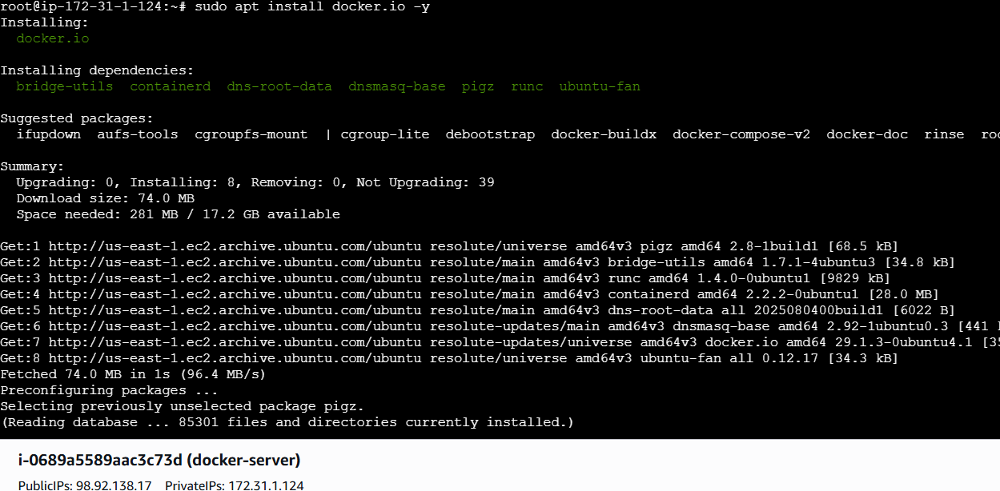 root@ip-172-31-1-124:~# sudo apt install docker.io -y
Installing:
  docker.io

Installing dependencies:
  bridge-utils  containerd  dns-root-data  dnsmasq-base  pigz  runc  ubuntu-fan

Suggested packages:
  ifupdown  aufs-tools  cgroupfs-mount  | cgroup-lite  debootstrap  docker-buildx  docker-compose-v2  docker-doc  rinse

Summary:
  Upgrading: 0, Installing: 8, Removing: 0, Not Upgrading: 39
  Download size: 74.0 MB
  Space needed: 281 MB / 17.2 GB available

Get:1 http://us-east-1.ec2.archive.ubuntu.com/ubuntu resolute/universe amd64v3 pigz amd64 2.8-1build1 [68.5 kB]
Get:2 http://us-east-1.ec2.archive.ubuntu.com/ubuntu resolute/main amd64v3 bridge-utils amd64 1.7.1-4ubuntu3 [34.8 kB]
Get:3 http://us-east-1.ec2.archive.ubuntu.com/ubuntu resolute/main amd64v3 runc amd64 1.4.0-0ubuntu1 [9829 kB]
Get:4 http://us-east-1.ec2.archive.ubuntu.com/ubuntu resolute/main amd64v3 containerd amd64 2.2.2-0ubuntu1 [28.0 MB]
Get:5 http://us-east-1.ec2.archive.ubuntu.com/ubuntu resolute/main amd64v3 dns-root-data all 2025080400build1 [6022 B]
Get:6 http://us-east-1.ec2.archive.ubuntu.com/ubuntu resolute-updates/main amd64v3 dnsmasq-base amd64 2.92-1ubuntu0.3 [441
Get:7 http://us-east-1.ec2.archive.ubuntu.com/ubuntu resolute-updates/universe amd64v3 docker.io amd64 29.1.3-0ubuntu4.1
Get:8 http://us-east-1.ec2.archive.ubuntu.com/ubuntu resolute/universe amd64v3 ubuntu-fan all 0.12.17 [34.3 kB]
Fetched 74.0 MB in 1s (96.4 MB/s)
Preconfiguring packages ...
Selecting previously unselected package pigz.
(Reading database ... 85301 files and directories currently installed.)
i-0689a5589aac3c73d (docker-server)
PublicIPs: 98.92.138.17    PrivateIPs: 172.31.1.124